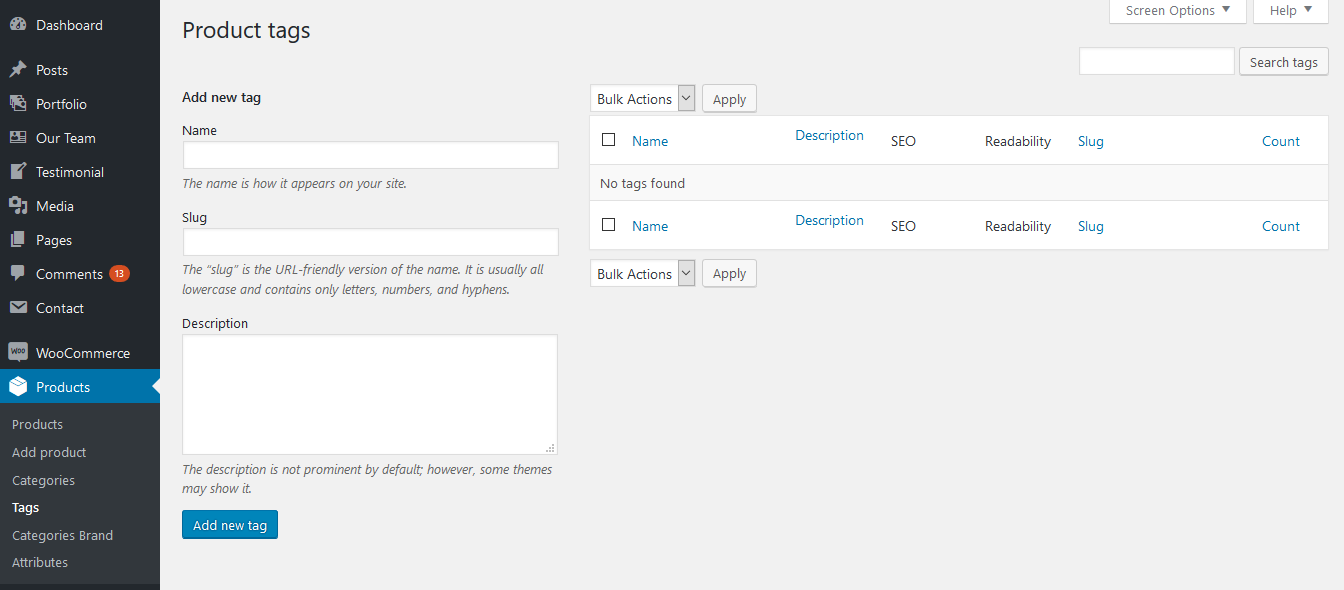 Dashboard
Posts
Portfolio
Our Team
Testimonial
Media
Pages
Comments 13
Contact
Woo WooCommerce
Products
Products
Add product
Categories
Tags
Categories Brand
Attributes
Screen Options Help
Product tags
Search tags
Add new tag
Name
The name is how it appears on your site.
Slug
The “slug” is the URL-friendly version of the name. It is usually all
lowercase and contains only letters, numbers, and hyphens.
Description
The description is not prominent by default; however, some themes
may show it.
Add new tag
Bulk Actions Apply
Name Description SEO Readability Slug Count
No tags found
Name Description SEO Readability Slug Count
Bulk Actions Apply